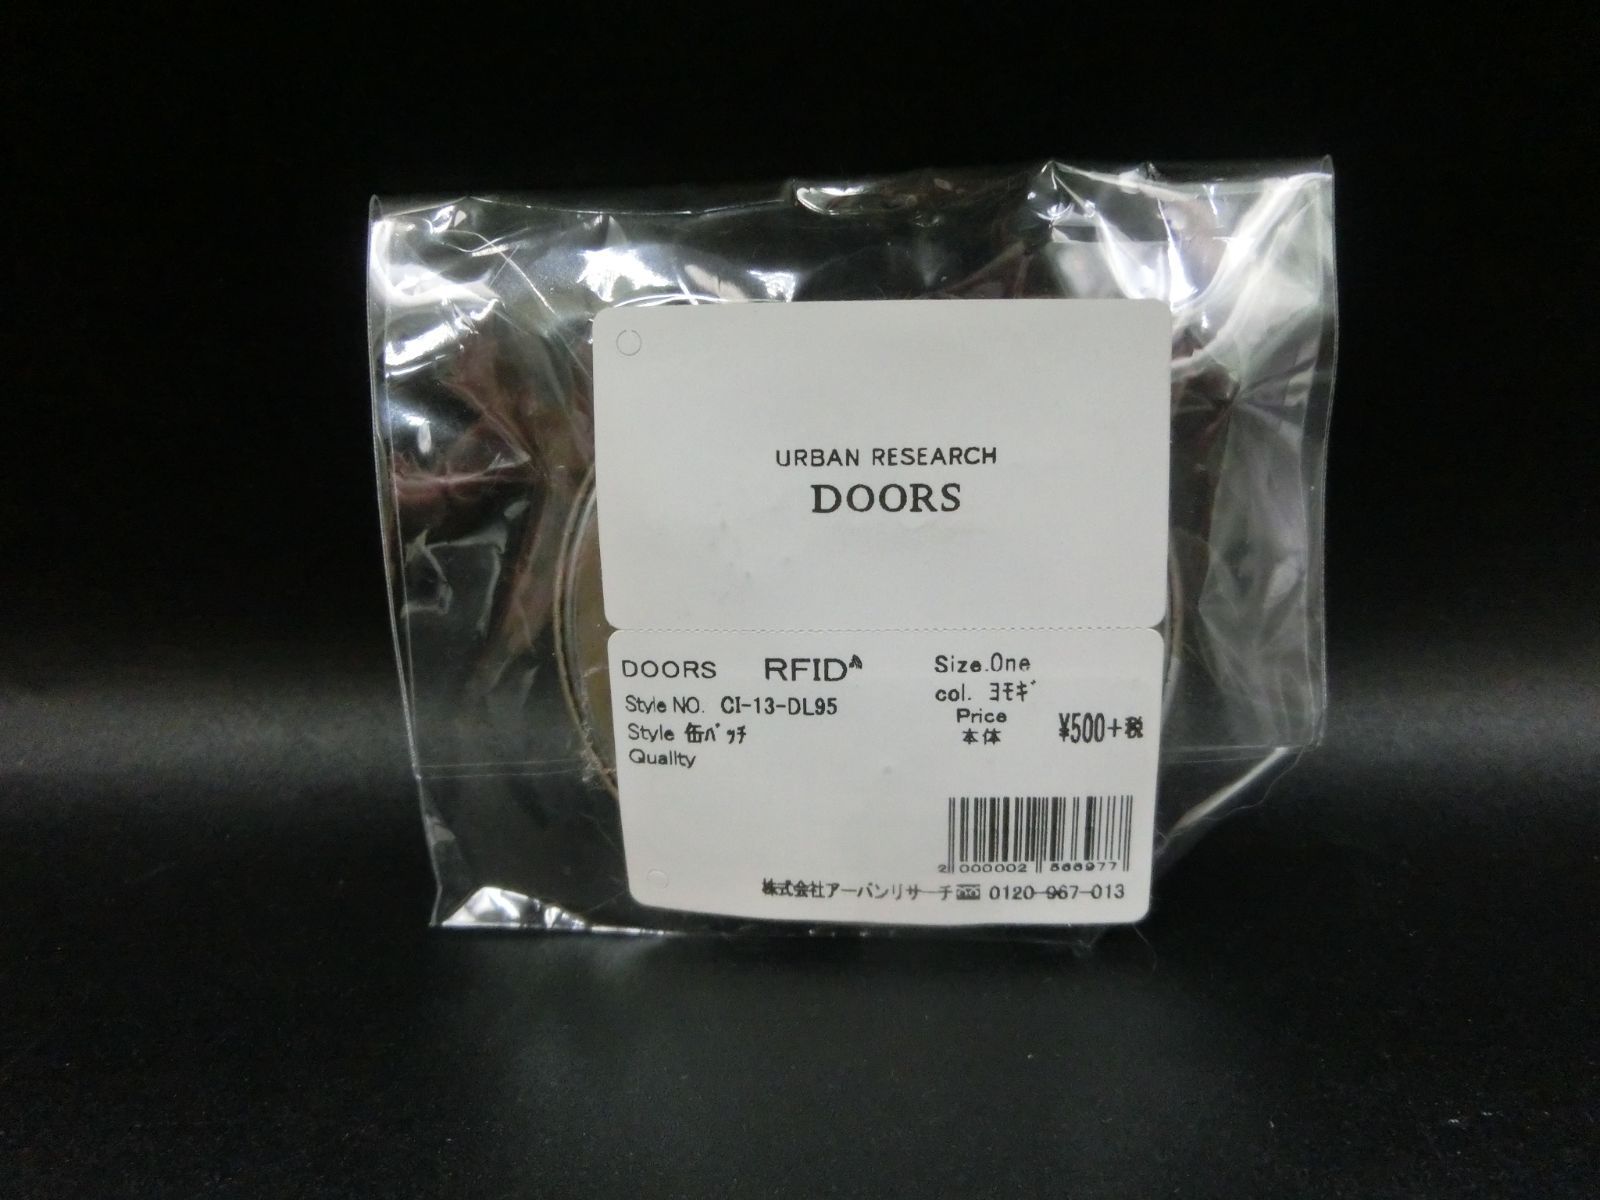 URBAN RESEARCH
DOORS
DOORS RFID Size.One
Style NO. CI-13-DL95 col. ヨモギ
Style 缶バッチ Price 本体 ¥500+税
Quality
2 000002 566977
株式会社アーバンリサーチ 0120-967-013